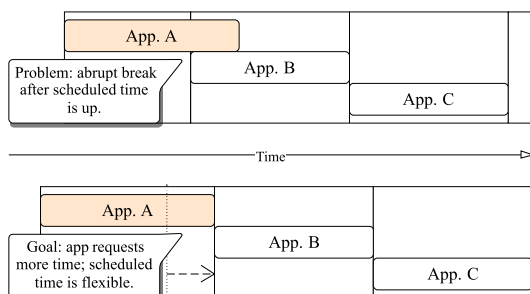 App. A
App. B
Problem: abrupt break
after scheduled time
is up.
App. C
Time
App. A
App. B
Goal: app requests
more time; scheduled
time is flexible.
App. C